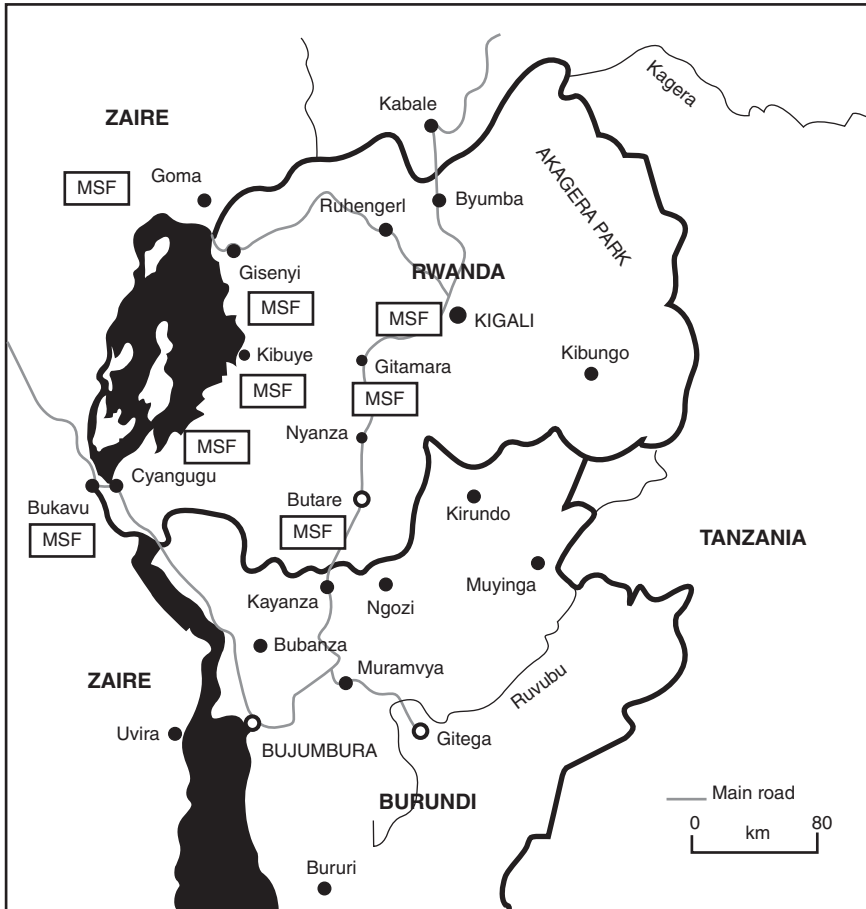 Kagera
Kabale
ZAIRE
AKAGERA PARK
MSF
Goma
Byumba
Ruhengerl
RWANDA
Gisenyi
MSF
MSF
KIGALI
Kibuye
Gitamara
Kibungo
MSF
MSF
MSF
Nyanza
Cyangugu
Bukavu
Butare
Kirundo
MSF
MSF
TANZANIA
Muyinga
Kayanza
Ngozi
Bubanza
Muramvya
ZAIRE
Ruvubu
Uvira
BUJUMBURA
Gitega
BURUNDI
Main road
0 80
km
Bururi